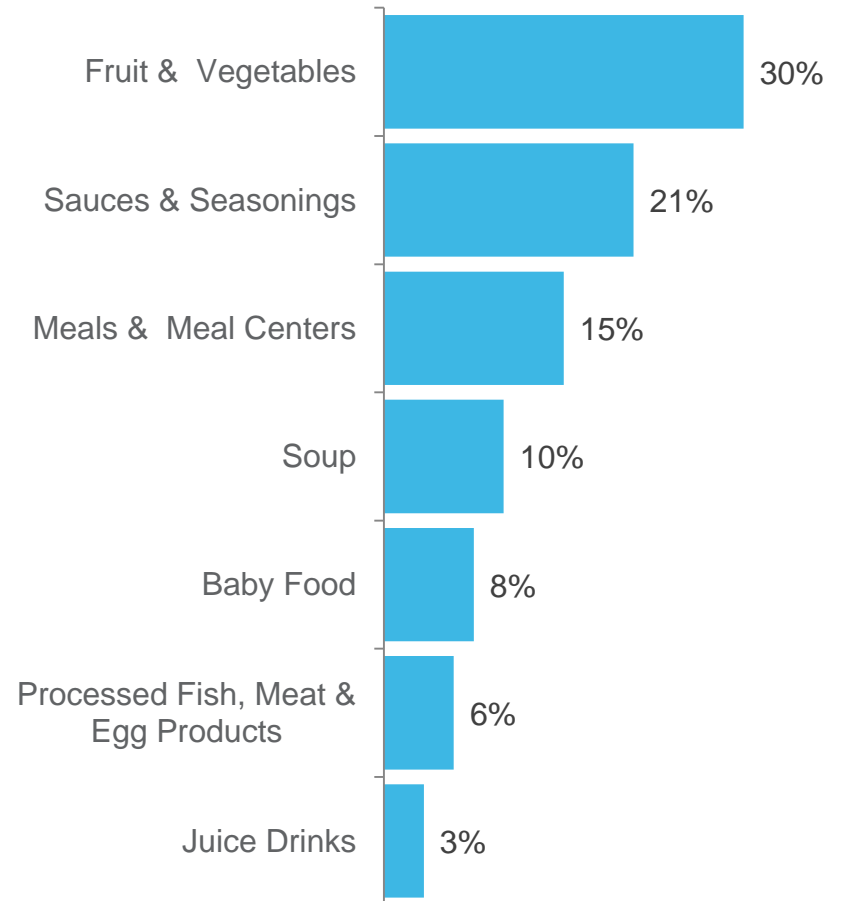 Fruit & Vegetables
30%
Sauces & Seasonings
21%
Meals & Meal Centers
15%
Soup
10%
Baby Food
8%
Processed Fish, Meat &
Egg Products
6%
Juice Drinks
3%